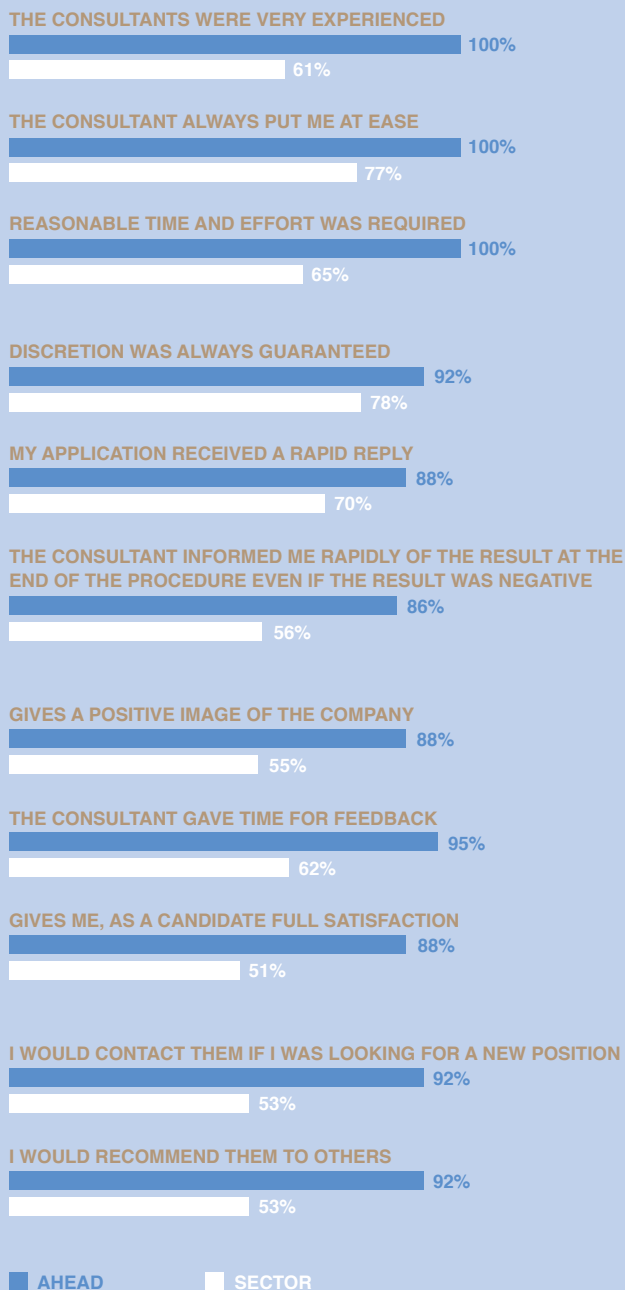 THE CONSULTANTS WERE VERY EXPERIENCED
100%
61%
THE CONSULTANT ALWAYS PUT ME AT EASE
100%
77%
REASONABLE TIME AND EFFORT WAS REQUIRED
100%
65%
DISCRETION WAS ALWAYS GUARANTEED
92%
78%
MY APPLICATION RECEIVED A RAPID REPLY
88%
70%
THE CONSULTANT INFORMED ME RAPIDLY OF THE RESULT AT THE
END OF THE PROCEDURE EVEN IF THE RESULT WAS NEGATIVE
86%
56%
GIVES A POSITIVE IMAGE OF THE COMPANY
88%
55%
THE CONSULTANT GAVE TIME FOR FEEDBACK
95%
62%
GIVES ME, AS A CANDIDATE FULL SATISFACTION
88%
51%
I WOULD CONTACT THEM IF I WAS LOOKING FOR A NEW POSITION
92%
53%
I WOULD RECOMMEND THEM TO OTHERS
92%
53%
AHEAD SECTOR